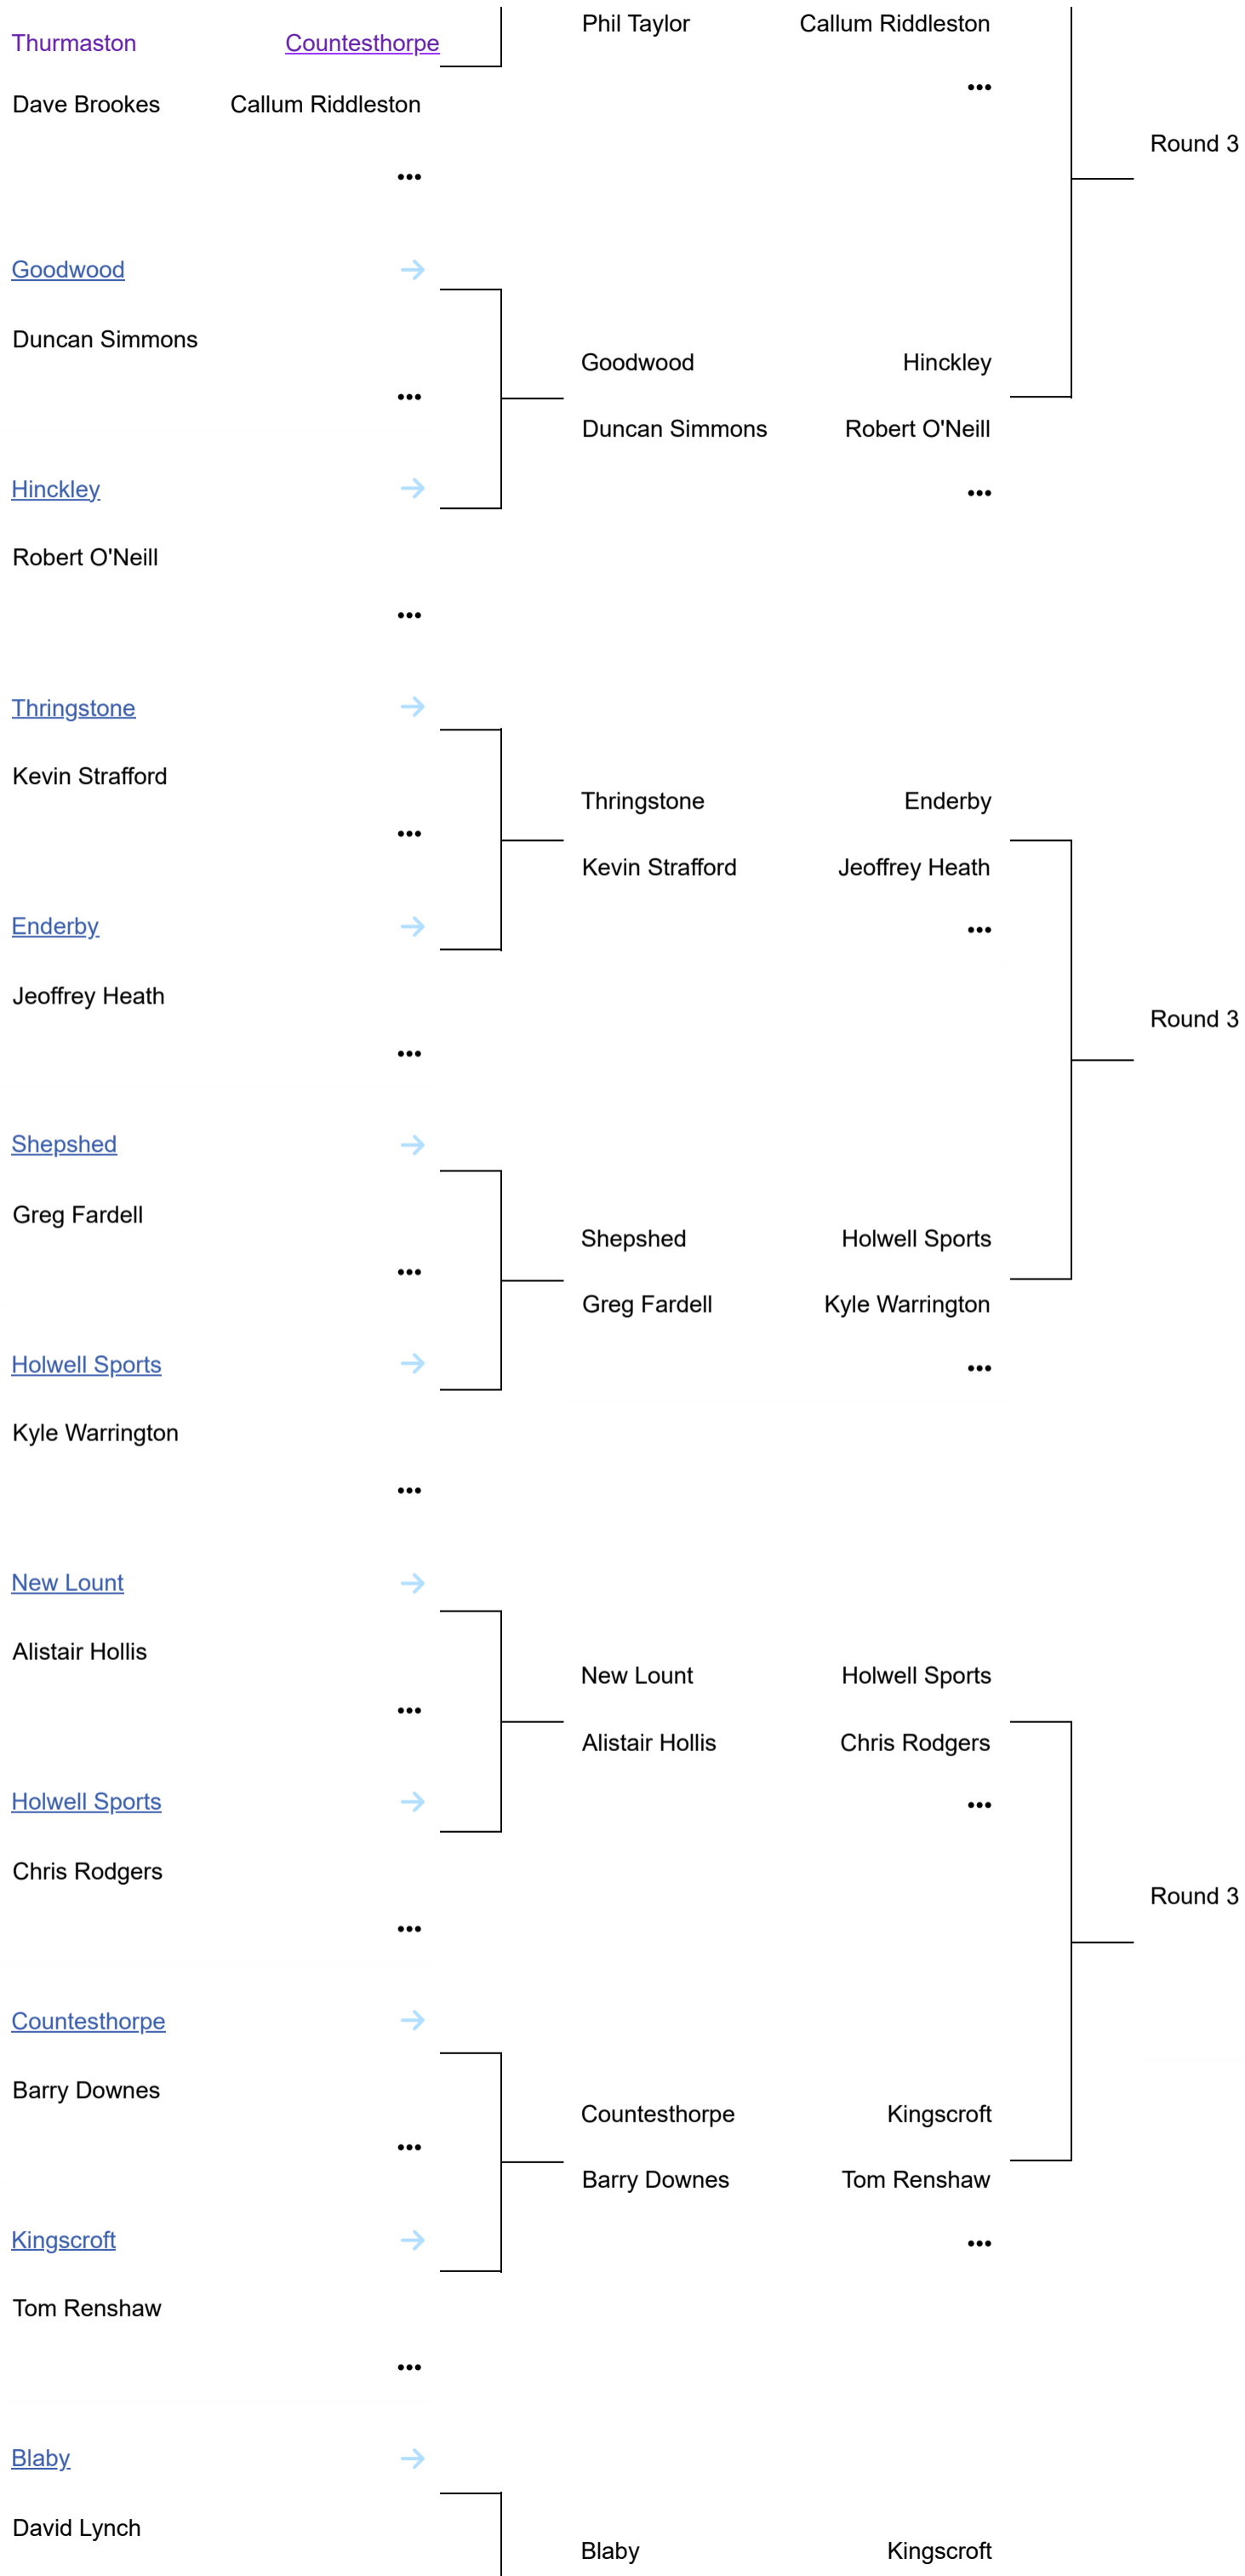 Phil Taylor Callum Riddleston
Thurmaston Countesthorpe
•••
Dave Brookes Callum Riddleston
Round 3
•••
Goodwood →
Duncan Simmons
Goodwood Hinckley
•••
Duncan Simmons Robert O'Neill
Hinckley →
•••
Robert O'Neill
•••
Thringstone →
Kevin Strafford
Thringstone Enderby
•••
Kevin Strafford Jeoffrey Heath
Enderby →
•••
Jeoffrey Heath
Round 3
•••
Shepshed →
Greg Fardell
Shepshed Holwell Sports
•••
Greg Fardell Kyle Warrington
Holwell Sports →
•••
Kyle Warrington
•••
New Lount →
Alistair Hollis
New Lount Holwell Sports
•••
Alistair Hollis Chris Rodgers
Holwell Sports →
•••
Chris Rodgers
Round 3
•••
Countesthorpe →
Barry Downes
Countesthorpe Kingscroft
•••
Barry Downes Tom Renshaw
Kingscroft →
•••
Tom Renshaw
•••
Blaby →
David Lynch
Blaby Kingscroft